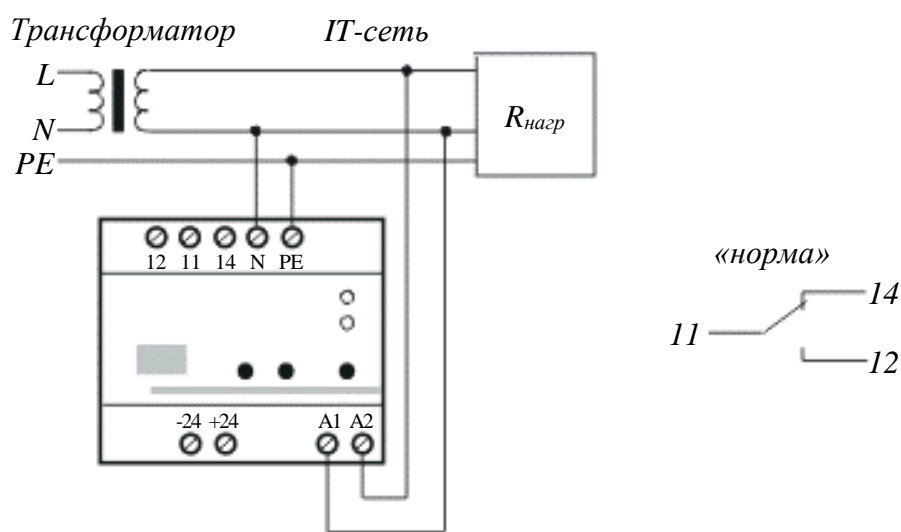 Трансформатор IT-сеть
L
N
PE
Rнагр
12 11 14 N PE
-24 +24 A1 A2
«норма»
14
11
12